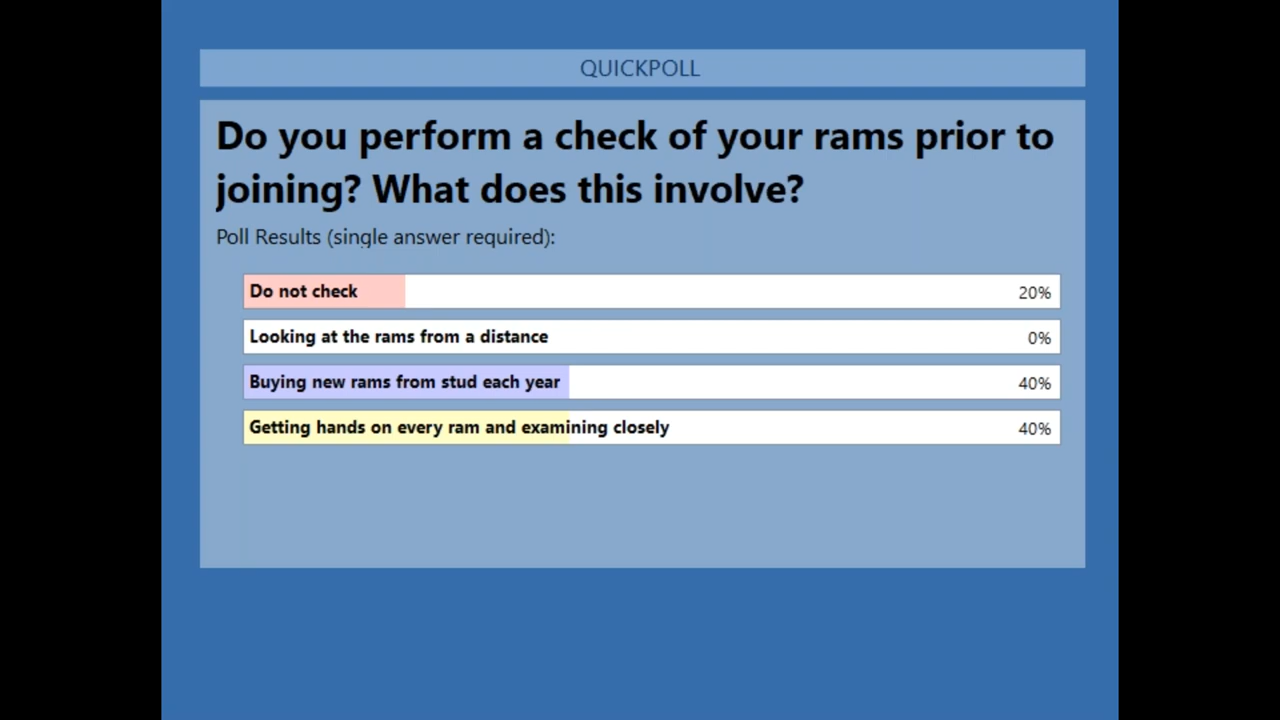 QUICKPOLL
Do you perform a check of your rams prior to
joining? What does this involve?
Poll Results (single answer required):
Do not check 20%
Looking at the rams from a distance 0%
Buying new rams from stud each year 40%
Getting hands on every ram and examining closely 40%